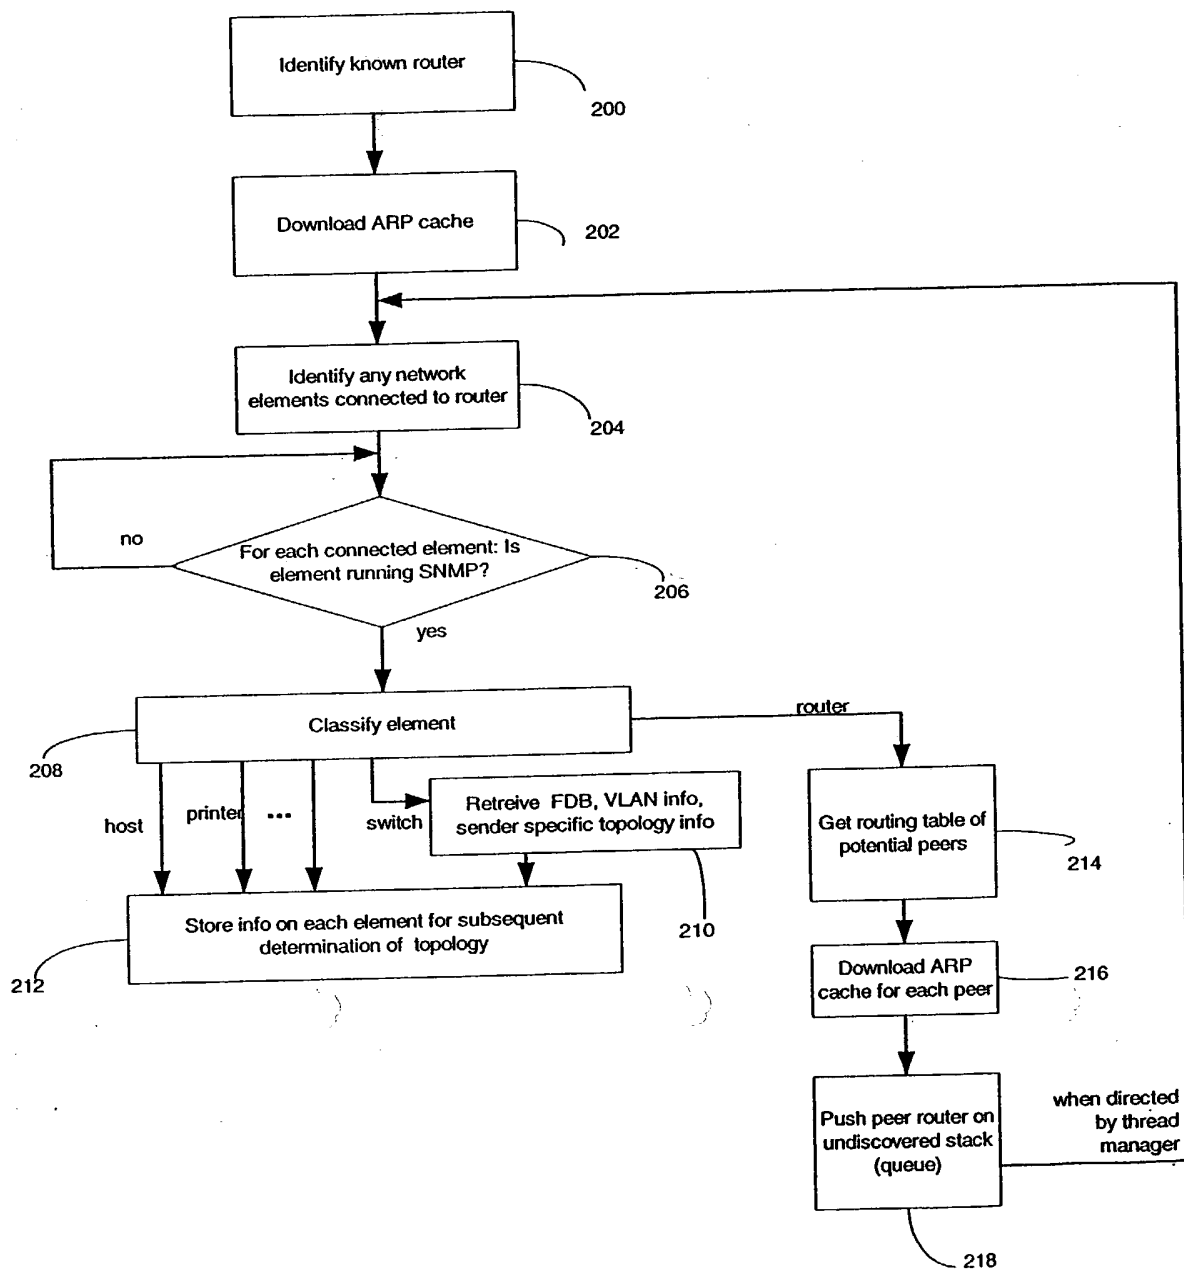 Identify known router
200
Download ARP cache
202
Identify any network
elements connected to router
204
no
For each connected element: Is
element running SNMP?
206
yes
Classify element
208
router
host
printer
...
switch
Retreive FDB, VLAN info,
sender specific topology info
210
Store info on each element for subsequent
determination of topology
212
Get routing table of
potential peers
214
Download ARP
cache for each peer
216
Push peer router on
undiscovered stack
(queue)
218
when directed
by thread
manager